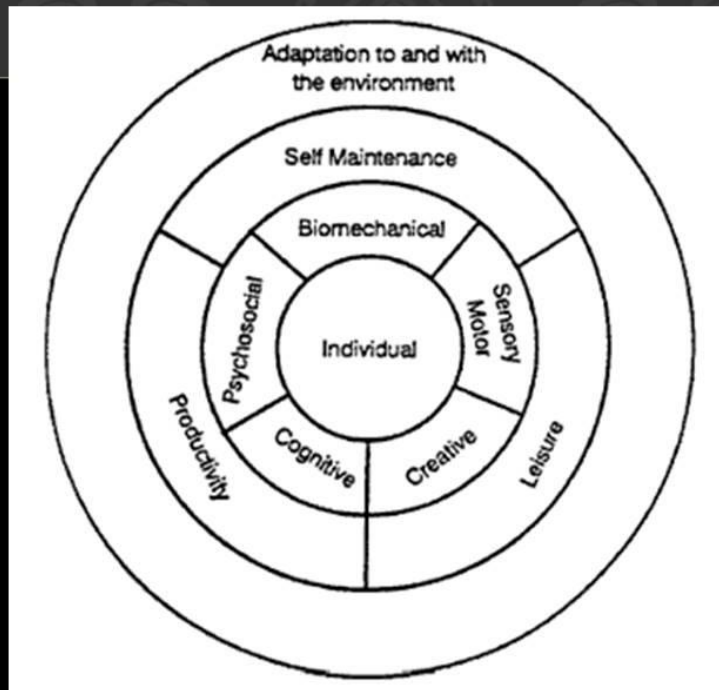 Adaptation to and with
the environment
Self Maintenance
Biomechanical
Psychosocial
Individual
Sensory
Motor
Cognitive
Creative
Productivity
Leisure